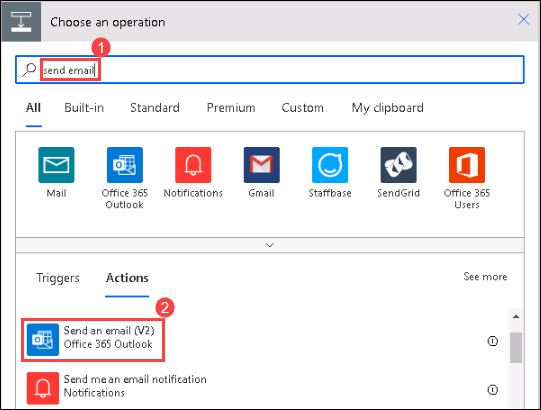 Choose an operation
1
send email
All Built-in Standard Premium Custom My clipboard
Mail Office 365 Outlook Notifications Gmail Staffbase SendGrid Office 365 Users
Triggers Actions See more
2
Send an email (V2)
Office 365 Outlook
Send me an email notification
Notifications